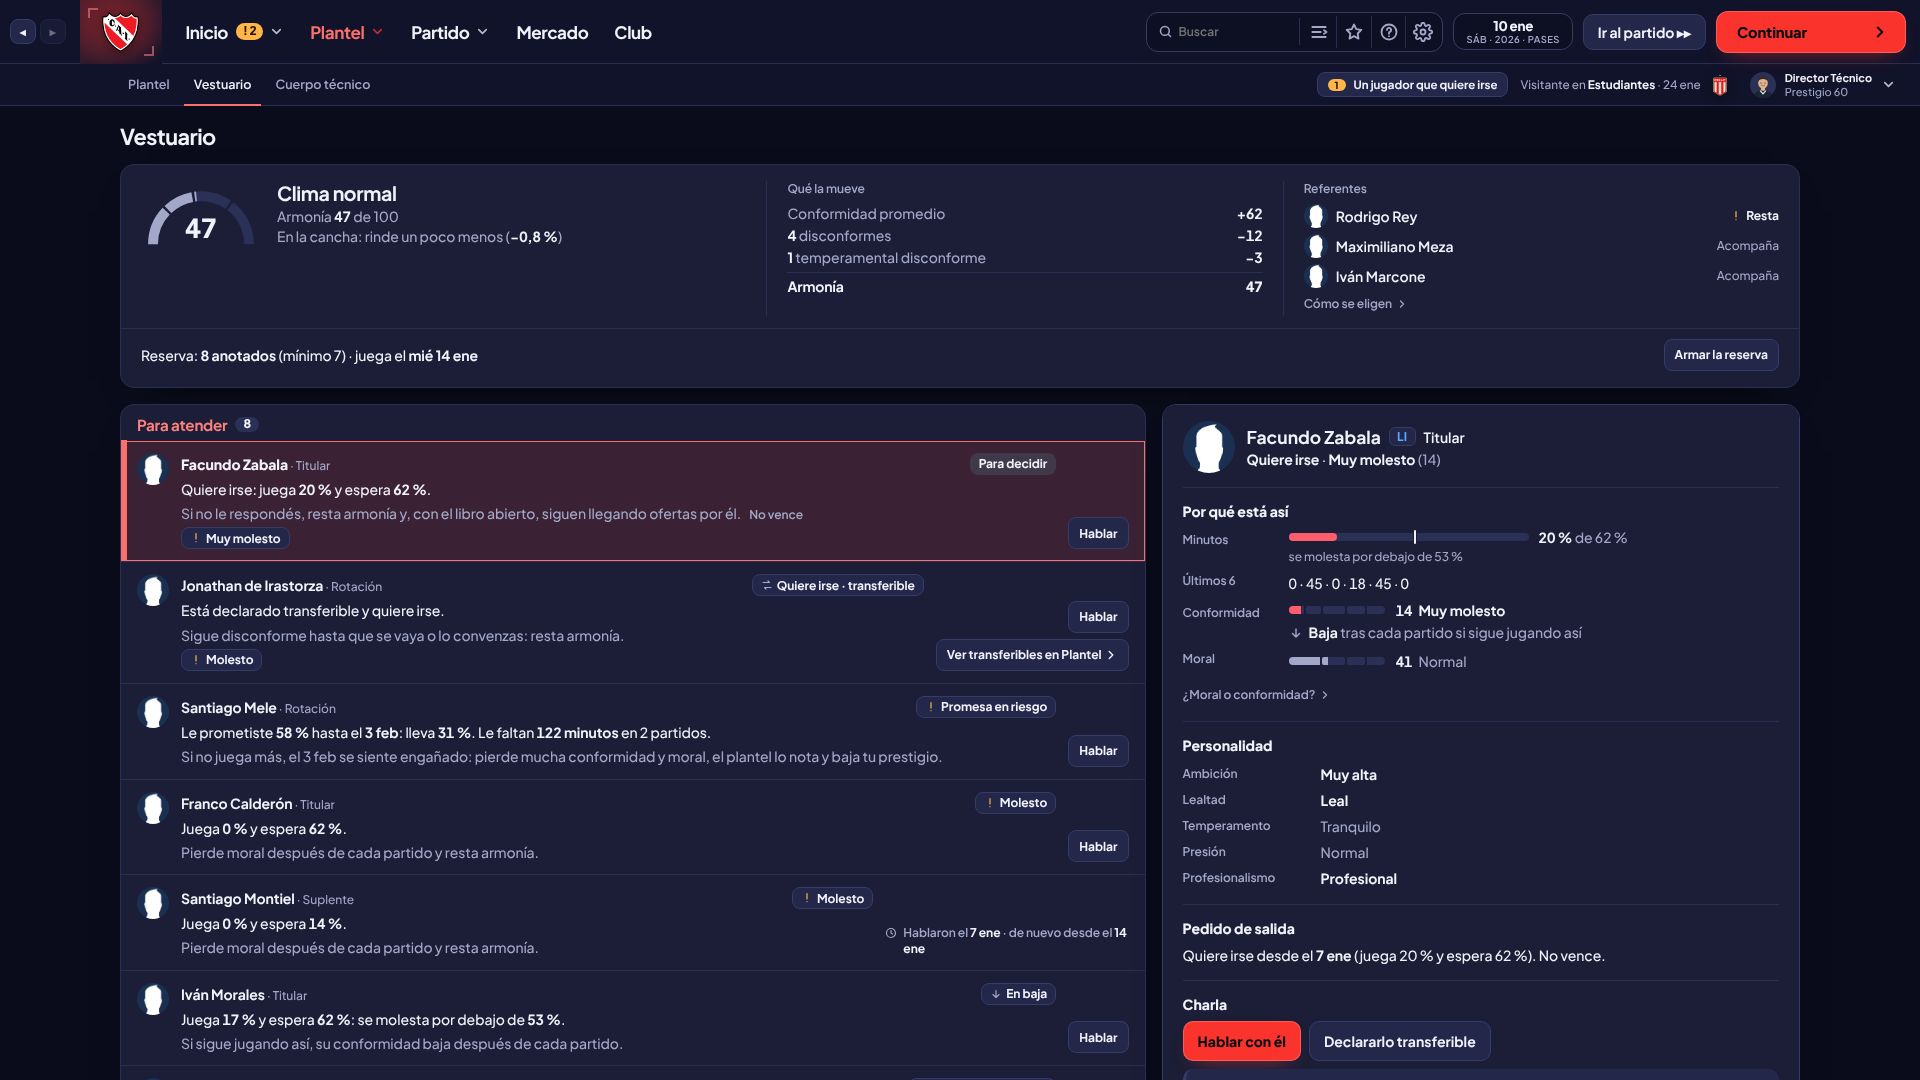 Inicio ! 2
Plantel
Partido
Mercado
Club
Buscar
10 ene
SÁB · 2026 · PASES
Ir al partido ▸▸
Continuar
Plantel
Vestuario
Cuerpo técnico
1 Un jugador que quiere irse
Visitante en Estudiantes · 24 ene
Director Técnico
Prestigio 60
Vestuario
47
Clima normal
Armonía 47 de 100
En la cancha: rinde un poco menos (−0,8 %)
Qué la mueve
Conformidad promedio +62
4 disconformes −12
1 temperamental disconforme −3
Armonía 47
Referentes
Rodrigo Rey ! Resta
Maximiliano Meza Acompaña
Iván Marcone Acompaña
Cómo se eligen
Reserva: 8 anotados (mínimo 7) · juega el mié 14 ene
Armar la reserva
Para atender 8
Facundo Zabala · Titular
Para decidir
Quiere irse: juega 20 % y espera 62 %.
Si no le respondés, resta armonía y, con el libro abierto, siguen llegando ofertas por él. No vence
! Muy molesto
Hablar
Jonathan de Irastorza · Rotación
Quiere irse · transferible
Está declarado transferible y quiere irse.
Sigue disconforme hasta que se vaya o lo convenzas: resta armonía.
! Molesto
Hablar
Ver transferibles en Plantel
Santiago Mele · Rotación
! Promesa en riesgo
Le prometiste 58 % hasta el 3 feb: lleva 31 %. Le faltan 122 minutos en 2 partidos.
Si no juega más, el 3 feb se siente engañado: pierde mucha conformidad y moral, el plantel lo nota y baja tu prestigio.
Hablar
Franco Calderón · Titular
! Molesto
Juega 0 % y espera 62 %.
Pierde moral después de cada partido y resta armonía.
Hablar
Santiago Montiel · Suplente
! Molesto
Juega 0 % y espera 14 %.
Pierde moral después de cada partido y resta armonía.
Hablaron el 7 ene · de nuevo desde el 14
ene
Iván Morales · Titular
↓ En baja
Juega 17 % y espera 62 %: se molesta por debajo de 53 %.
Si sigue jugando así, su conformidad baja después de cada partido.
Hablar
Facundo Zabala LI Titular
Quiere irse · Muy molesto (14)
Por qué está así
Minutos 20 % de 62 %
se molesta por debajo de 53 %
Últimos 6 0 · 45 · 0 · 18 · 45 · 0
Conformidad 14 Muy molesto
↓ Baja tras cada partido si sigue jugando así
Moral 41 Normal
¿Moral o conformidad?
Personalidad
Ambición Muy alta
Lealtad Leal
Temperamento Tranquilo
Presión Normal
Profesionalismo Profesional
Pedido de salida
Quiere irse desde el 7 ene (juega 20 % y espera 62 %). No vence.
Charla
Hablar con él
Declararlo transferible